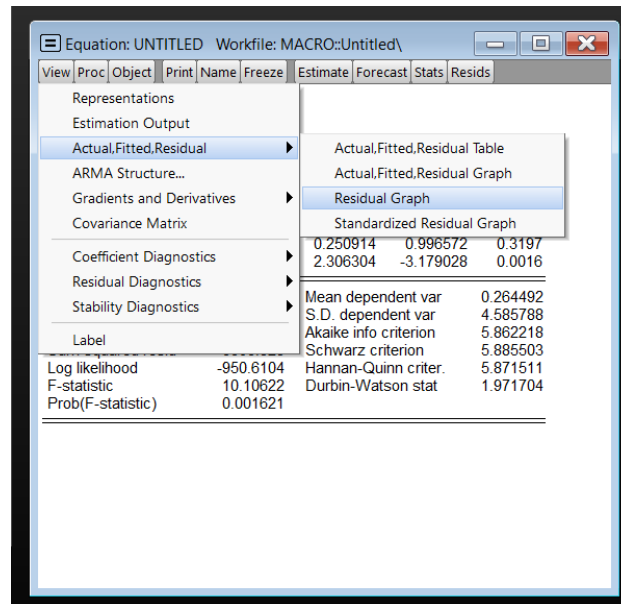 Equation: UNTITLED Workfile: MACRO::Untitled\
View Proc Object Print Name Freeze Estimate Forecast Stats Resids
Representations
Estimation Output
Actual,Fitted,Residual
ARMA Structure...
Gradients and Derivatives
Covariance Matrix
Coefficient Diagnostics
Residual Diagnostics
Stability Diagnostics
Label
Actual,Fitted,Residual Table
Actual,Fitted,Residual Graph
Residual Graph
Standardized Residual Graph
0.250914 0.996572 0.3197
2.306304 -3.179028 0.0016
Mean dependent var 0.264492
S.D. dependent var 4.585788
Akaike info criterion 5.862218
Schwarz criterion 5.885503
Log likelihood -950.6104 Hannan-Quinn criter. 5.871511
F-statistic 10.10622 Durbin-Watson stat 1.971704
Prob(F-statistic) 0.001621